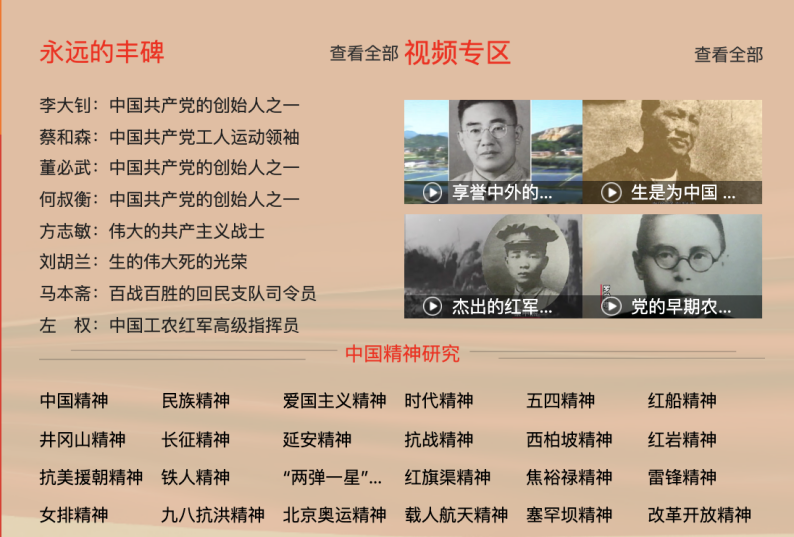 永远的丰碑 查看全部
李大钊：中国共产党的创始人之一
蔡和森：中国共产党工人运动领袖
董必武：中国共产党的创始人之一
何叔衡：中国共产党的创始人之一
方志敏：伟大的共产主义战士
刘胡兰：生的伟大死的光荣
马本斋：百战百胜的回民支队司令员
左　权：中国工农红军高级指挥员
视频专区 查看全部
享誉中外的... 生是为中国 ...
杰出的红军... 党的早期农...
中国精神研究
中国精神 民族精神 爱国主义精神 时代精神 五四精神 红船精神
井冈山精神 长征精神 延安精神 抗战精神 西柏坡精神 红岩精神
抗美援朝精神 铁人精神 “两弹一星”... 红旗渠精神 焦裕禄精神 雷锋精神
女排精神 九八抗洪精神 北京奥运精神 载人航天精神 塞罕坝精神 改革开放精神